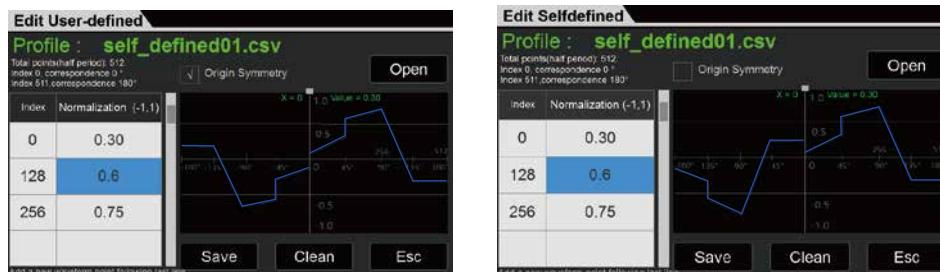 Edit User-defined
Profile : self_defined01.csv
Total points(half period): 512
Index 0, correspondence 0 °
Index 511,correspondence 180°
√ Origin Symmetry
Open
Index Normalization (-1,1)
X = 0 1.0 Value = 0.30
0 0.30
0.5
128 0.6
256 0.75
-0.5
-1.0
Save Clean Esc
Edit Selfdefined
Profile : self_defined01.csv
Total points(half period): 512
Index 0, correspondence 0 °
Index 511,correspondence 180°
Origin Symmetry
Open
Index Normalization (-1,1)
X = 0 1.0 Value = 0.30
0 0.30
0.5
128 0.6
256 0.75
-0.5
-1.0
Save Clean Esc